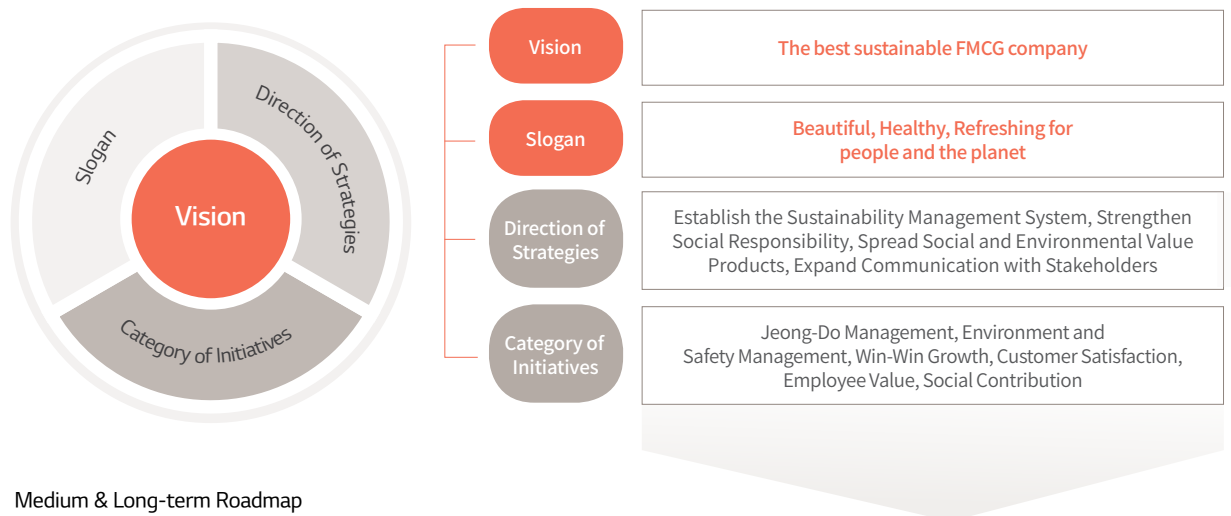 Slogan
Direction of Strategies
Vision
Category of Initiatives
Vision
The best sustainable FMCG company
Slogan
Beautiful, Healthy, Refreshing for
people and the planet
Direction of
Strategies
Establish the Sustainability Management System, Strengthen
Social Responsibility, Spread Social and Environmental Value
Products, Expand Communication with Stakeholders
Category of
Initiatives
Jeong-Do Management, Environment and
Safety Management, Win-Win Growth, Customer Satisfaction,
Employee Value, Social Contribution
Medium & Long-term Roadmap